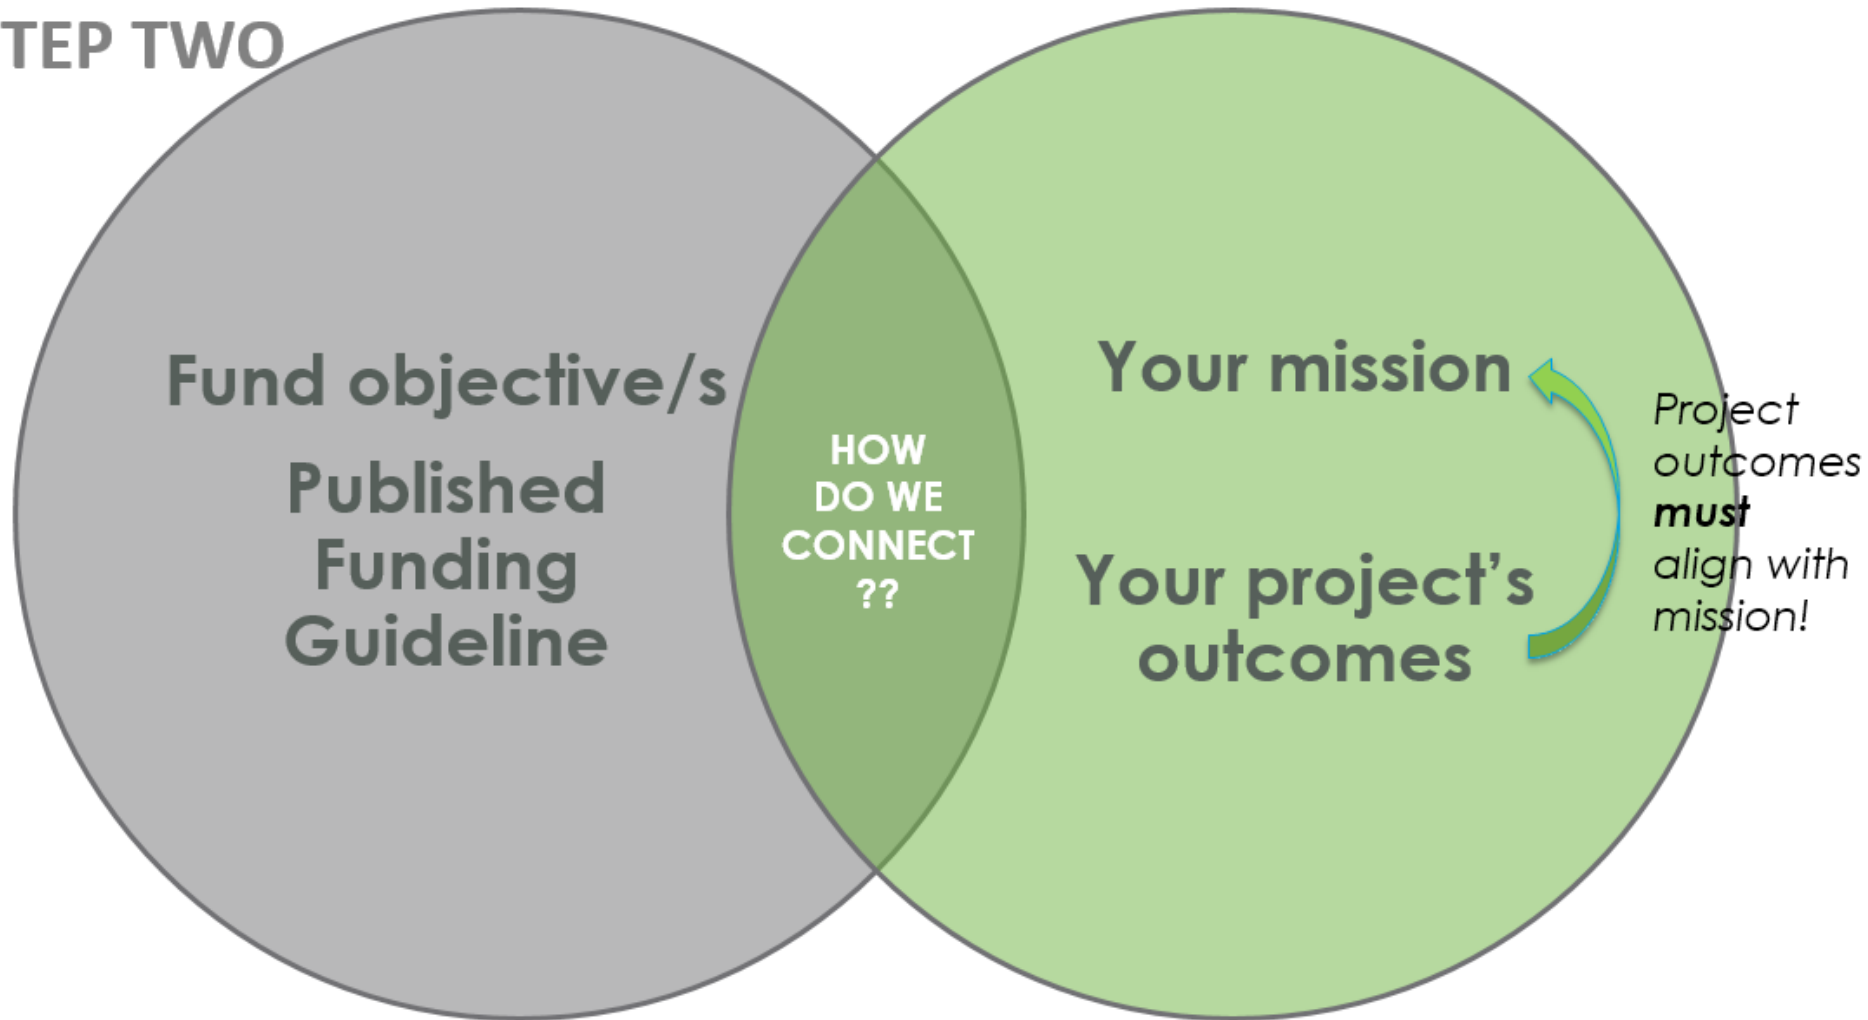 TEP TWO
Fund objective/s
Published
Funding
Guideline
HOW
DO WE
CONNECT
??
Your mission
Your project’s
outcomes
Project
outcomes
must
align with
mission!